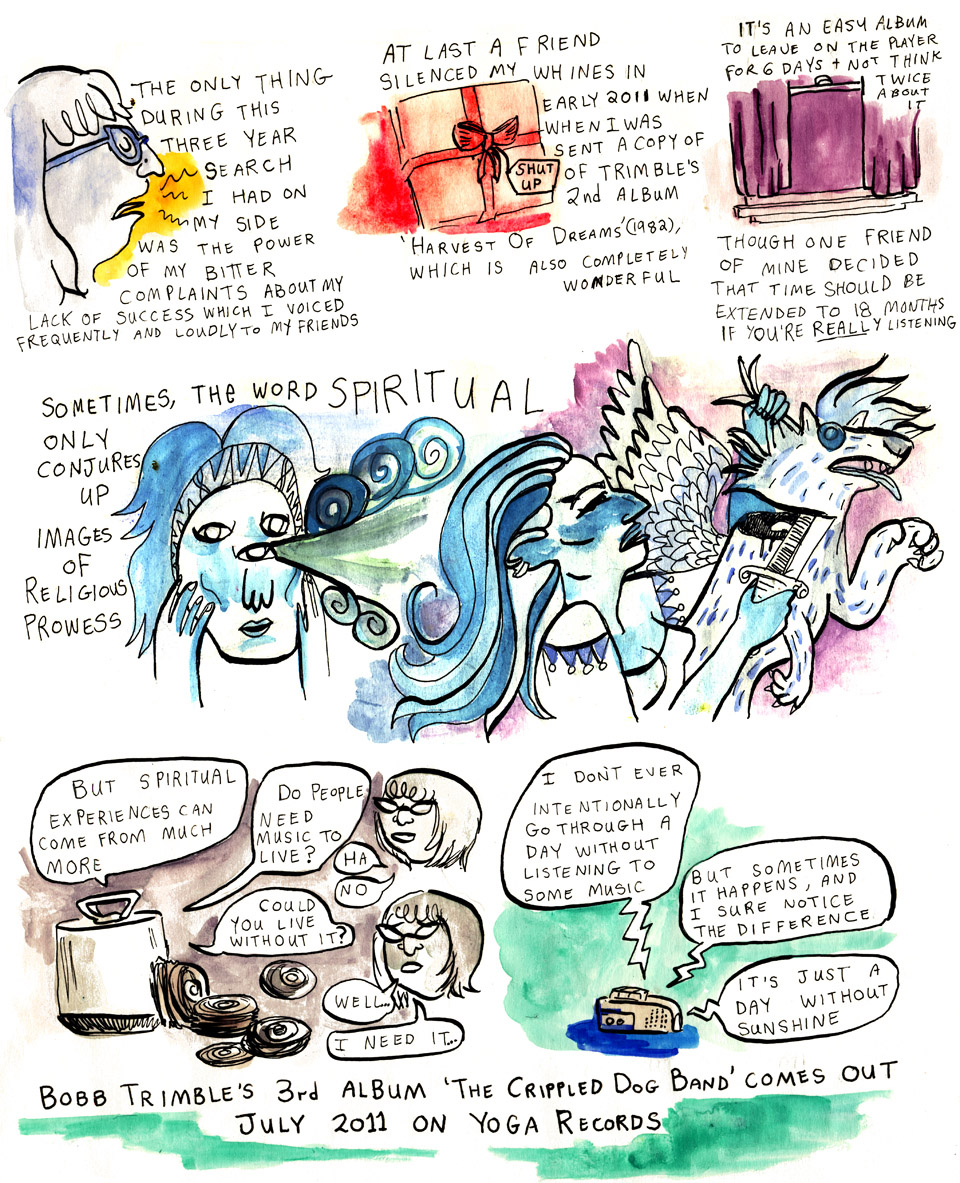 THE ONLY THING
DURING THIS
THREE YEAR
SEARCH
I HAD ON
MY SIDE
WAS THE POWER
OF MY BITTER
COMPLAINTS ABOUT MY
LACK OF SUCCESS WHICH I VOICED
FREQUENTLY AND LOUDLY TO MY FRIENDS
AT LAST A FRIEND
SILENCED MY WHINES IN
EARLY 2011 WHEN
WHEN I WAS
SENT A COPY OF
OF TRIMBLE'S
2nd ALBUM
SHUT
UP
'HARVEST OF DREAMS' (1982),
WHICH IS ALSO COMPLETELY
WONDERFUL
IT'S AN EASY ALBUM
TO LEAVE ON THE PLAYER
FOR 6 DAYS + NOT THINK
TWICE
ABOUT
IT
THOUGH ONE FRIEND
OF MINE DECIDED
THAT TIME SHOULD BE
EXTENDED TO 18 MONTHS
IF YOU'RE REALLY LISTENING
SOMETIMES, THE WORD SPIRITUAL
ONLY
CONJURES
UP
IMAGES
OF
RELIGIOUS
PROWESS
BUT SPIRITUAL
EXPERIENCES CAN
COME FROM MUCH
MORE
DO PEOPLE
NEED
MUSIC TO
LIVE?
HA
NO
COULD
YOU LIVE
WITHOUT IT?
WELL...
I NEED IT...
I DON'T EVER
INTENTIONALLY
GO THROUGH A
DAY WITHOUT
LISTENING TO
SOME MUSIC
BUT SOMETIMES
IT HAPPENS, AND
I SURE NOTICE
THE DIFFERENCE.
IT'S JUST A
DAY WITHOUT
SUNSHINE
BOBB TRIMBLE'S 3rd ALBUM 'THE CRIPPLED DOG BAND' COMES OUT
JULY 2011 ON YOGA RECORDS